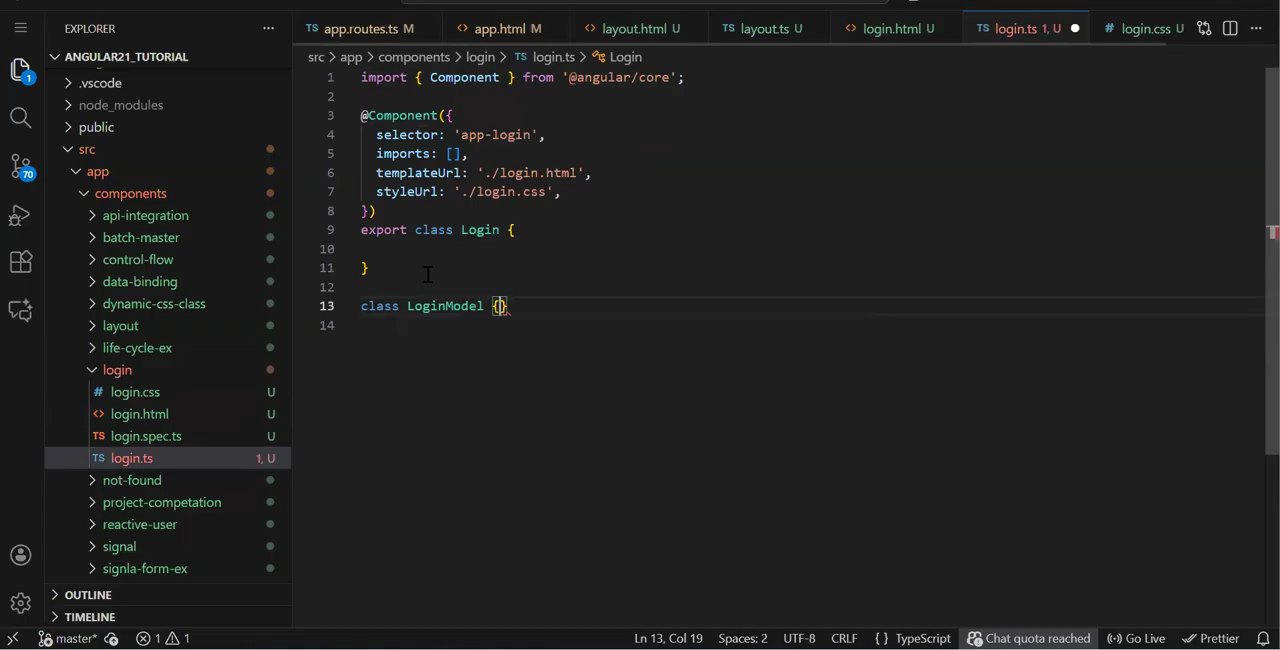 EXPLORER
ANGULAR21_TUTORIAL
.vscode
node_modules
public
src
app
components
api-integration
batch-master
control-flow
data-binding
dynamic-css-class
layout
life-cycle-ex
login
login.css U
login.html U
login.spec.ts U
login.ts 1, U
not-found
project-competation
reactive-user
signal
signla-form-ex
OUTLINE
TIMELINE
1
70
TS app.routes.ts M
app.html M
layout.html U
TS layout.ts U
login.html U
TS login.ts 1, U
# login.css U
src > app > components > login > TS login.ts > Login
1 import { Component } from '@angular/core';
2
3 @Component({
4 selector: 'app-login',
5 imports: [],
6 templateUrl: './login.html',
7 styleUrl: './login.css',
8 })
9 export class Login {
10
11 }
12
13 class LoginModel {}
14
master* 1 1 Ln 13, Col 19 Spaces: 2 UTF-8 CRLF { } TypeScript Chat quota reached Go Live Prettier